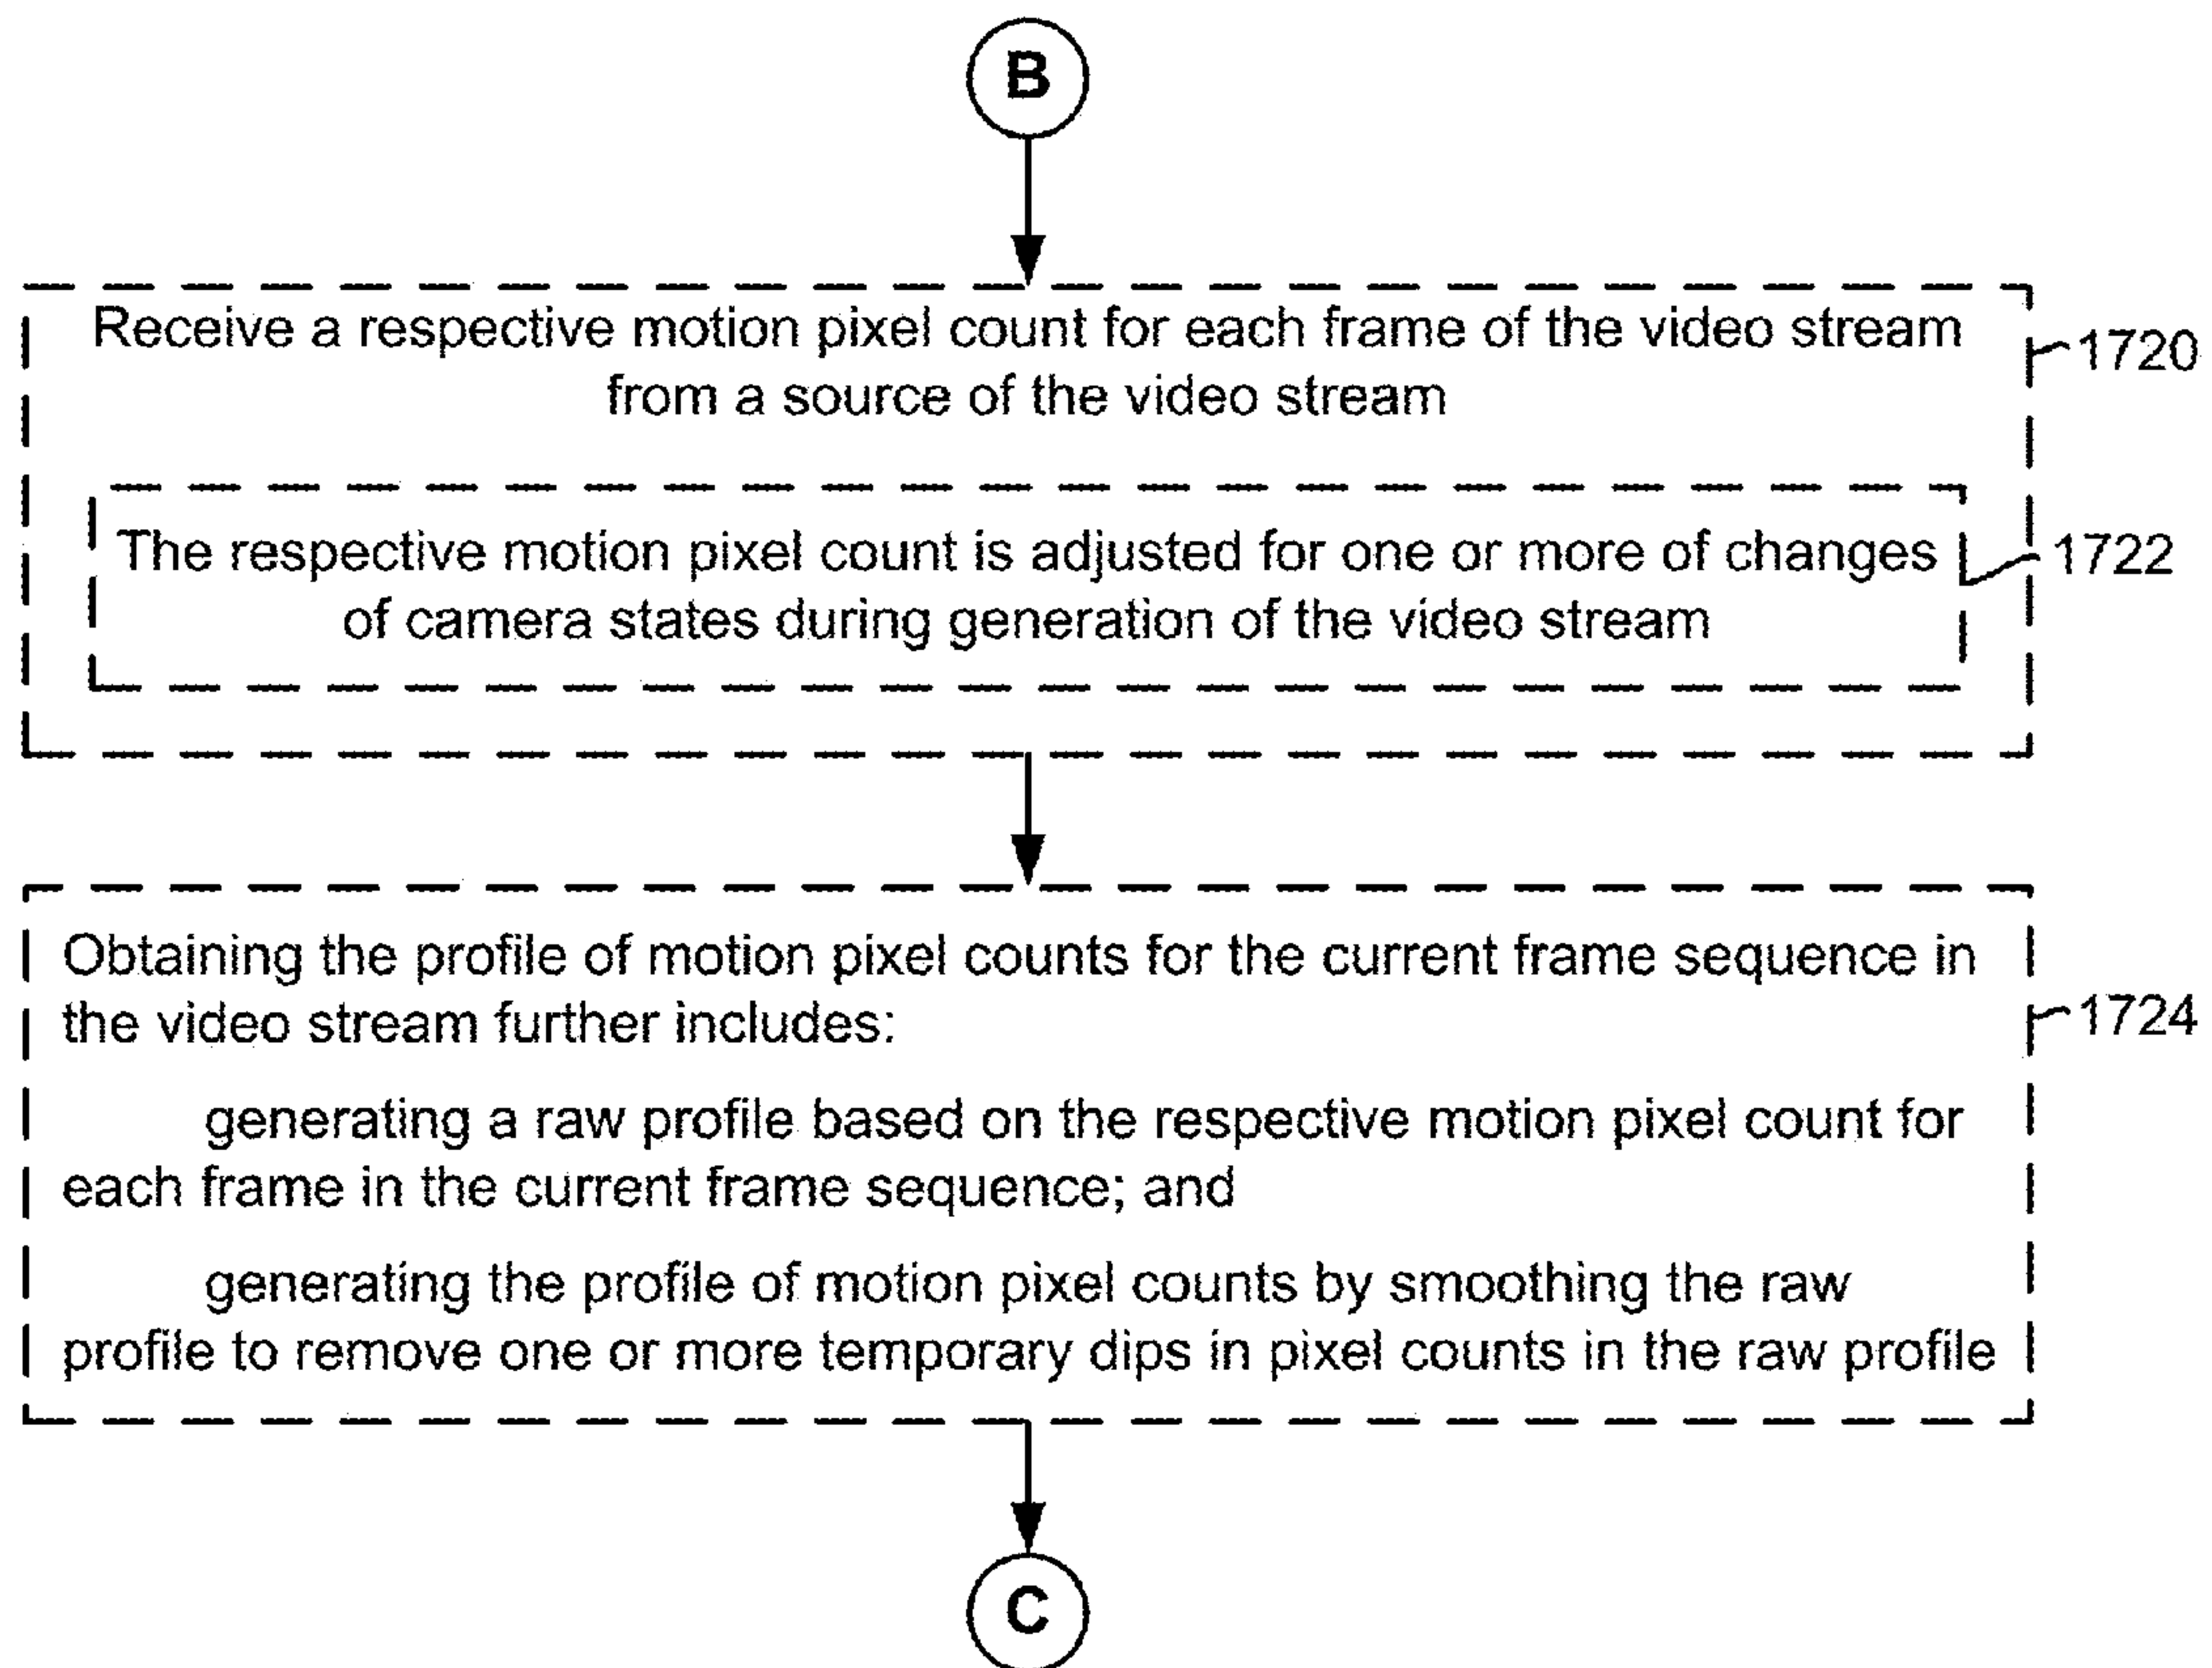 B
Receive a respective motion pixel count for each frame of the video stream
from a source of the video stream
1720
The respective motion pixel count is adjusted for one or more of changes
of camera states during generation of the video stream
1722
Obtaining the profile of motion pixel counts for the current frame sequence in
the video stream further includes:
1724
generating a raw profile based on the respective motion pixel count for
each frame in the current frame sequence; and
generating the profile of motion pixel counts by smoothing the raw
profile to remove one or more temporary dips in pixel counts in the raw profile
C